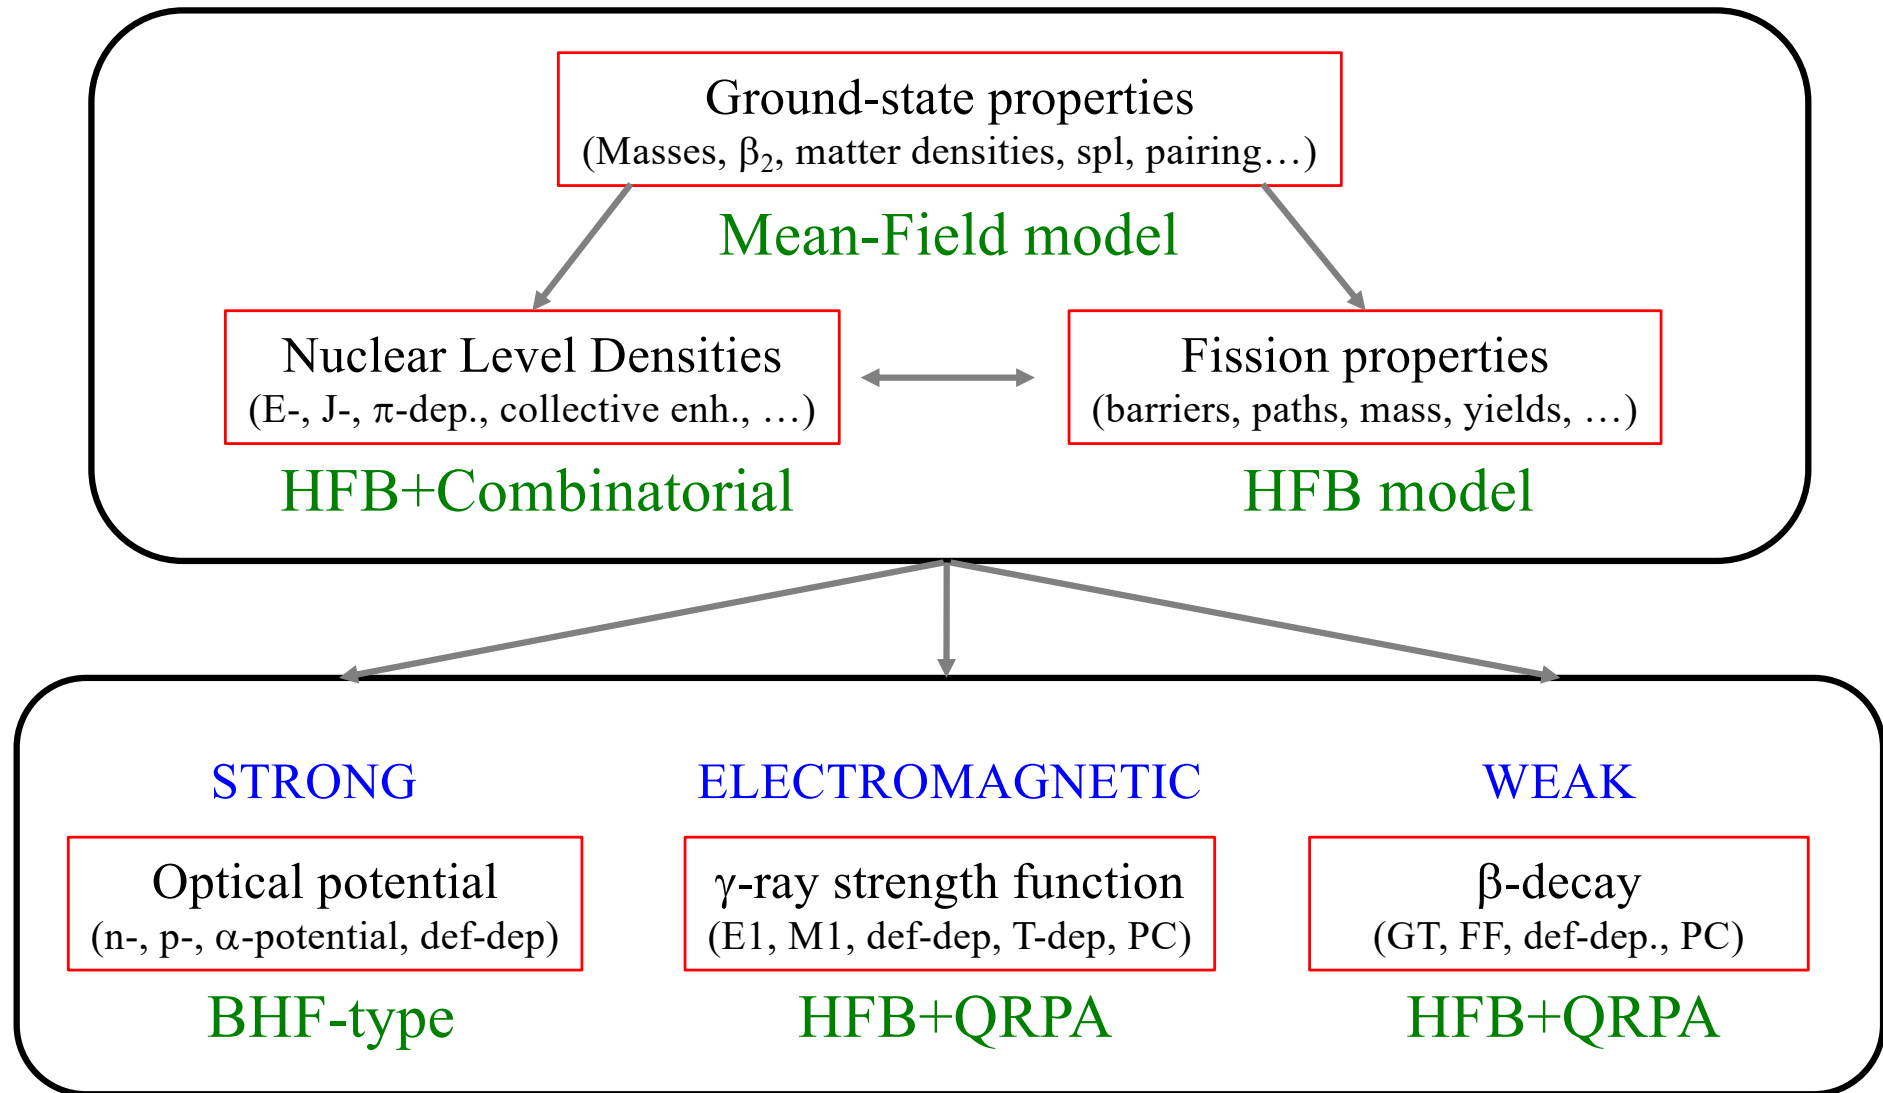 Ground-state properties
(Masses, β₂, matter densities, spl, pairing…)
Mean-Field model
Nuclear Level Densities
(E-, J-, π-dep., collective enh., …)
HFB+Combinatorial
Fission properties
(barriers, paths, mass, yields, …)
HFB model
STRONG
Optical potential
(n-, p-, α-potential, def-dep)
BHF-type
ELECTROMAGNETIC
γ-ray strength function
(E1, M1, def-dep, T-dep, PC)
HFB+QRPA
WEAK
β-decay
(GT, FF, def-dep., PC)
HFB+QRPA